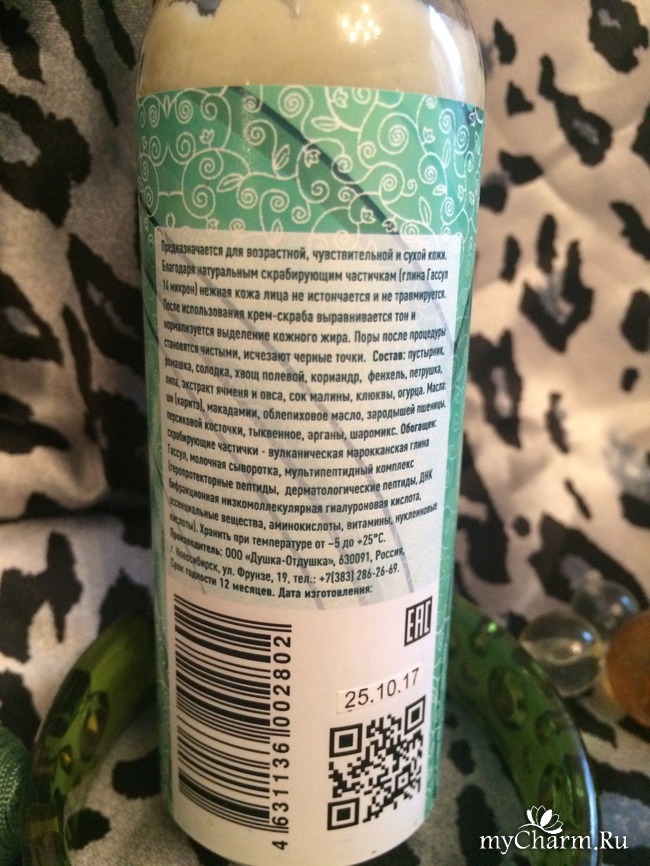 Предназначается для возрастной, чувствительной и сухой кожи.
Благодаря натуральным скрабирующим частичкам (глина Гассул
14 микрон) нежная кожа лица не истончается и не травмируется.
После использования крем-скраба выравнивается тон и
нормализуется выделение кожного жира. Поры после процедуры
становятся чистыми, исчезают черные точки. Состав: пустырник,
ромашка, солодка, хвощ полевой, кориандр, фенхель, петрушка,
липа, экстракт ячменя и овса, сок малины, клюквы, огурца. Масла:
ши (каритэ), макадамии, облепиховое масло, зародышей пшеницы,
персиковой косточки, тыквенное, арганы, шаромикс. Обогащен:
скрабирующие частички - вулканическая марокканская глина
Гассул, молочная сыворотка, мультипептидный комплекс
(геропротекторные пептиды, дерматологические пептиды, ДНК
бифракционная низкомоллекулярная гиалуроновая кислота,
эссенциальные вещества, аминокислоты, витамины, нуклеиновые
кислоты). Хранить при температуре от –5 до +25°C.
Производитель: ООО «Душка-Отдушка», 630091, Россия,
г. Новосибирск, ул. Фрунзе, 19, тел.: +7(383) 286-26-69.
Срок годности 12 месяцев. Дата изготовления:
EAC
25.10.17
4 631136 002802
myCharm.Ru